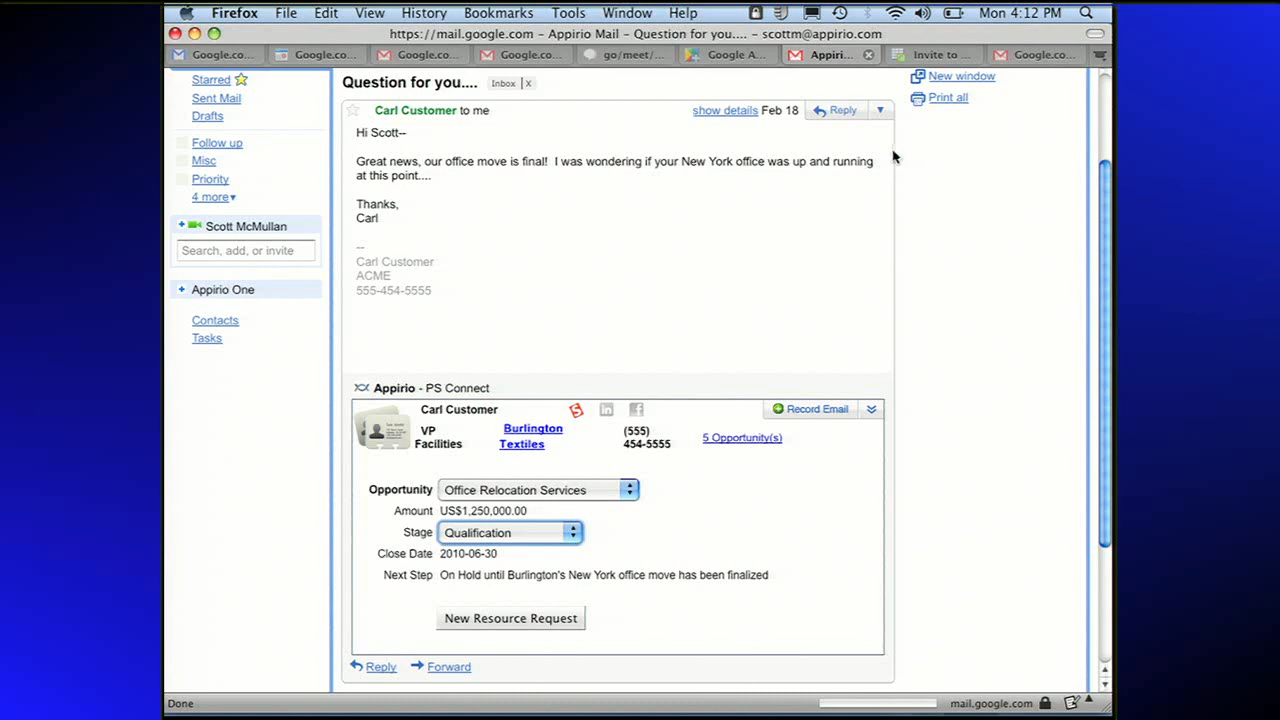 Firefox File Edit View History Bookmarks Tools Window Help Mon 4:12 PM
https://mail.google.com – Appirio Mail – Question for you.... – scottm@appirio.com
Google.co... Google.co... Google.co... Google.co... go/meet/... Google A... Appiri... Invite to ... Google.co...
Starred
Sent Mail
Drafts
Follow up
Misc
Priority
4 more▾
Scott McMullan
Search, add, or invite
Appirio One
Contacts
Tasks
Question for you.... Inbox | X
New window
Print all
Carl Customer to me show details Feb 18 Reply
Hi Scott--
Great news, our office move is final! I was wondering if your New York office was up and running
at this point....
Thanks,
Carl
--
Carl Customer
ACME
555-454-5555
Appirio - PS Connect
Carl Customer S in f Record Email
VP Burlington (555)
Facilities Textiles 454-5555 5 Opportunity(s)
Opportunity Office Relocation Services
Amount US$1,250,000.00
Stage Qualification
Close Date 2010-06-30
Next Step On Hold until Burlington's New York office move has been finalized
New Resource Request
Reply Forward
Done mail.google.com